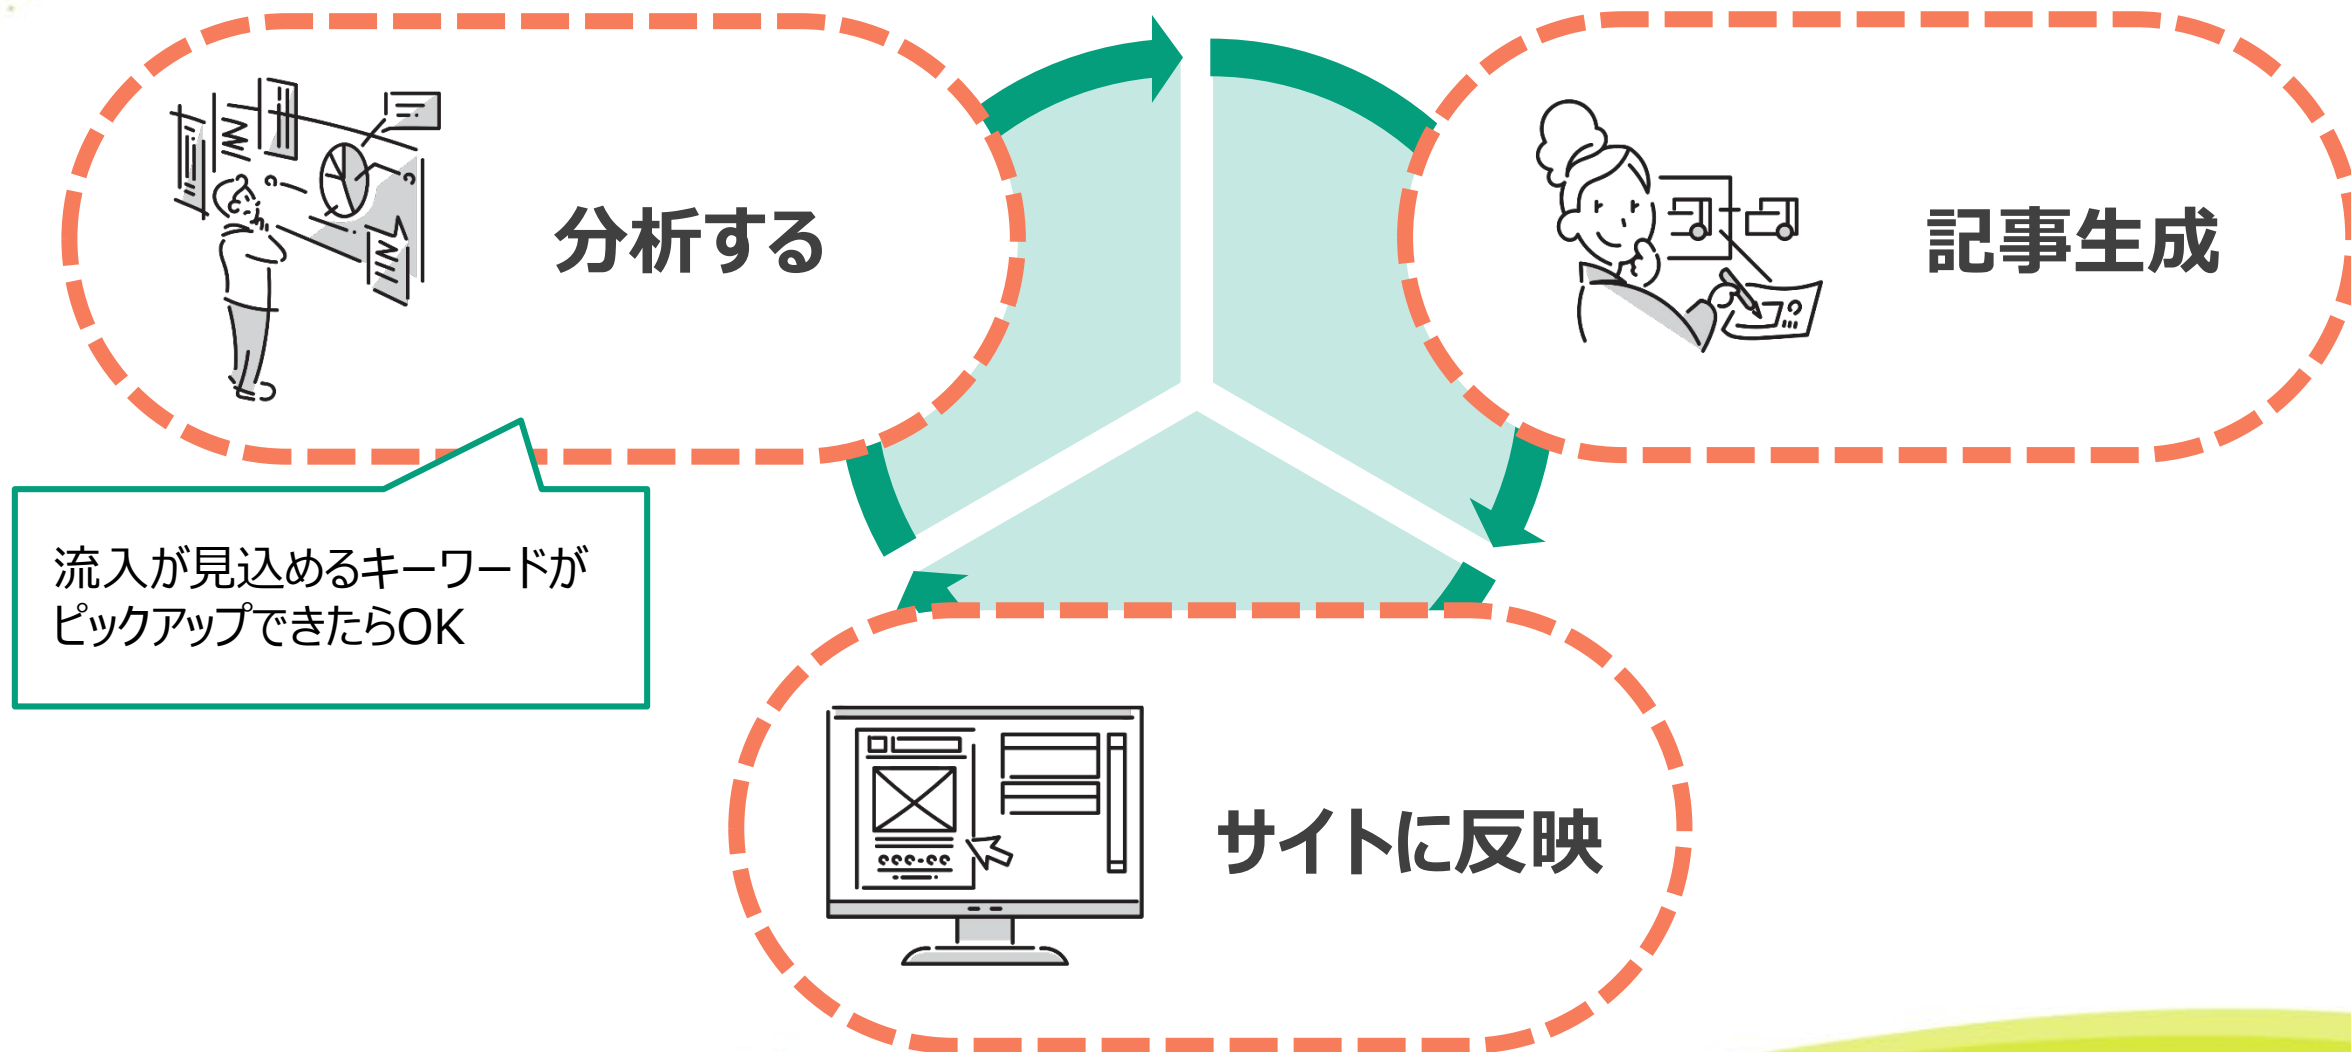 分析する
記事生成
流入が見込めるキーワードが
ピックアップできたらOK
サイトに反映